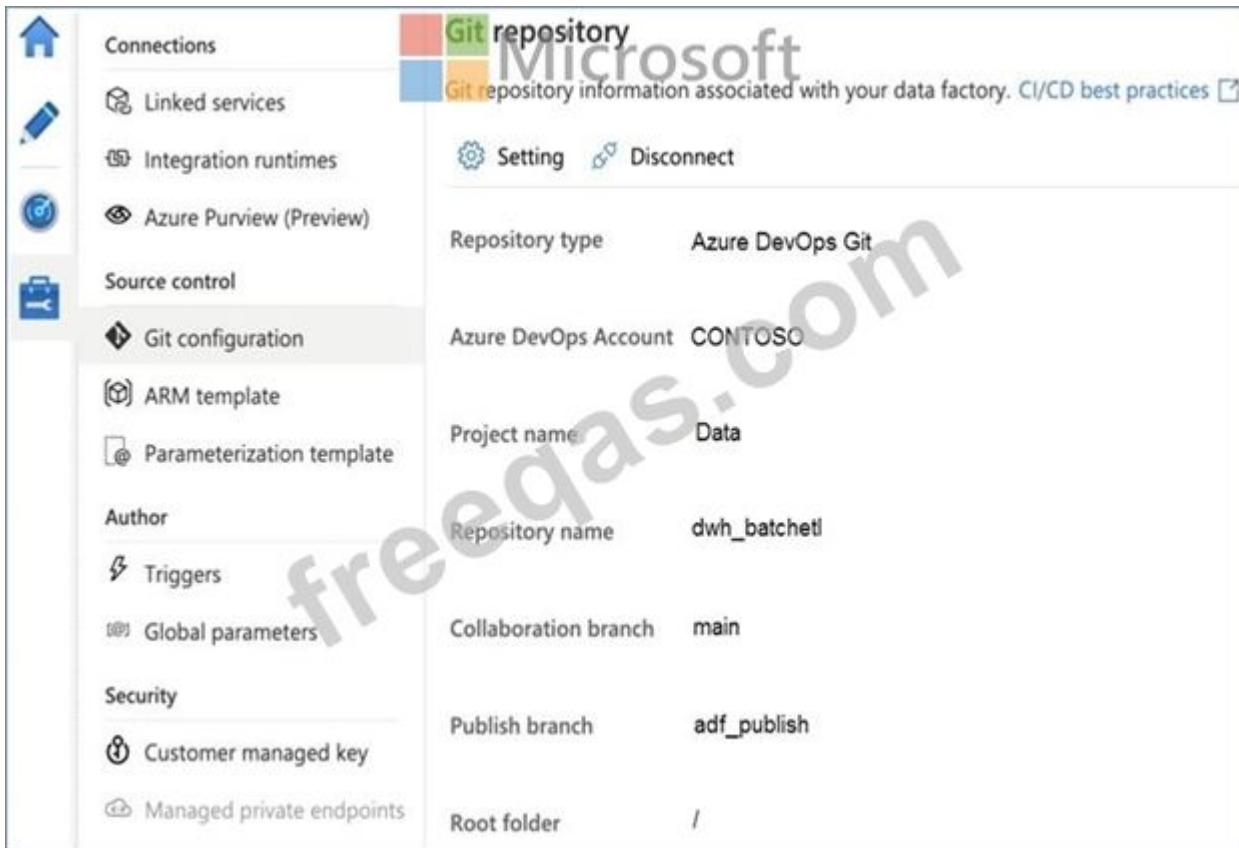 Connections
Linked services
Integration runtimes
Azure Purview (Preview)
Source control
Git configuration
ARM template
Parameterization template
Author
Triggers
Global parameters
Security
Customer managed key
Managed private endpoints
Git repository
Microsoft
Git repository information associated with your data factory. CI/CD best practices
Setting Disconnect
Repository type Azure DevOps Git
Azure DevOps Account CONTOSO
Project name Data
Repository name dwh_batchetl
Collaboration branch main
Publish branch adf_publish
Root folder /
freeqas.com